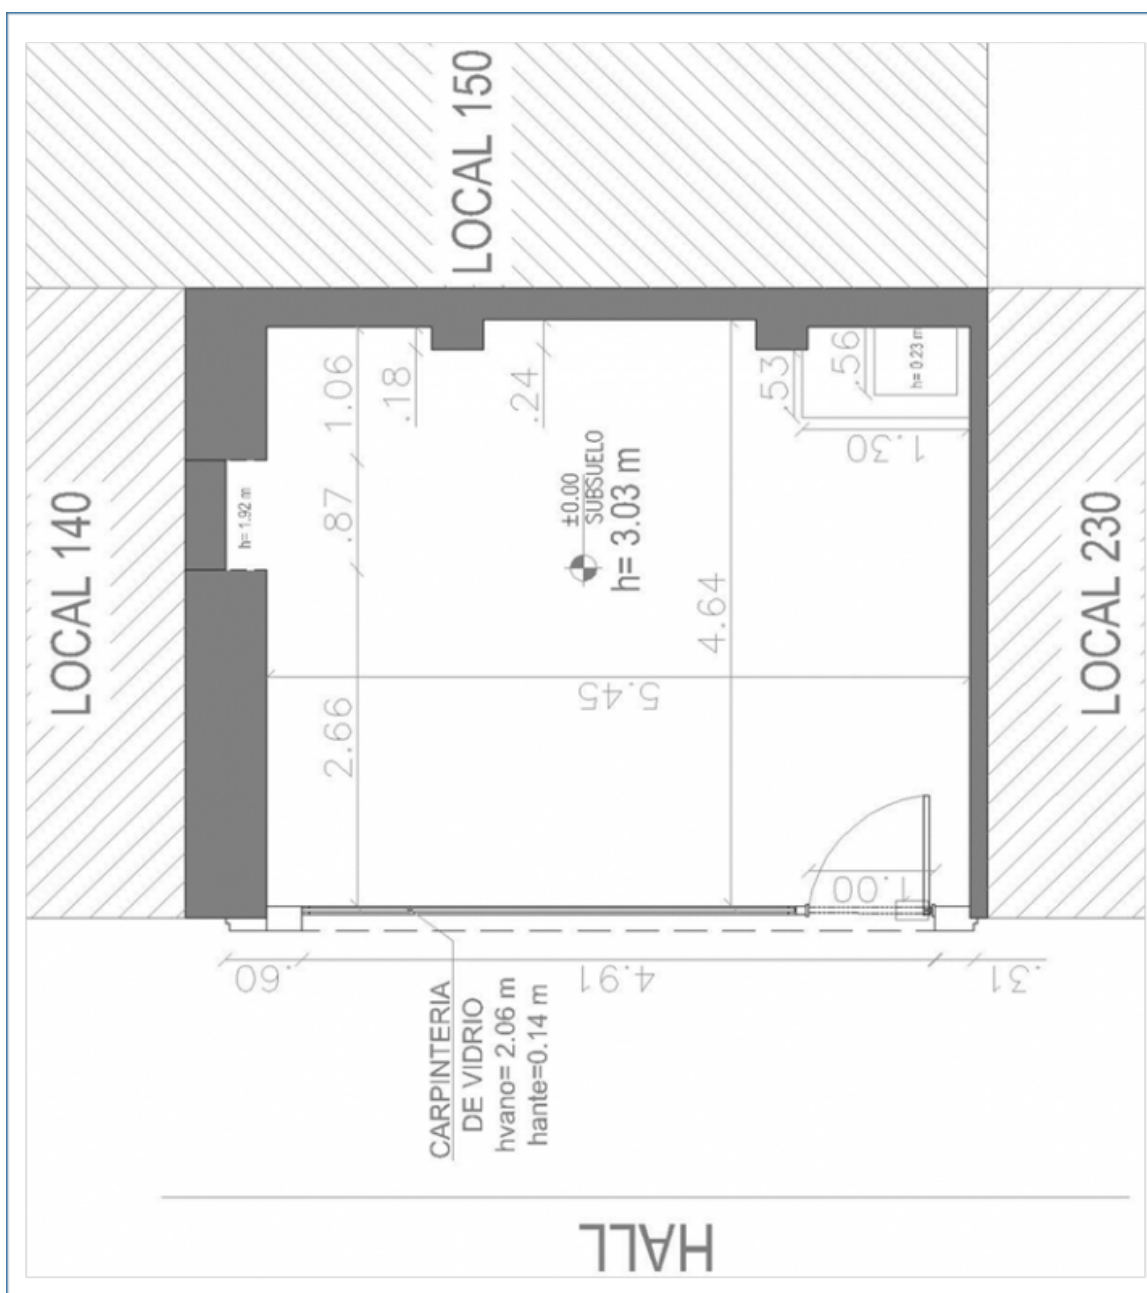 LOCAL 150
LOCAL 140
LOCAL 230
1.06
.18
.24
.53
.56
h= 0.23 m
1.30
.87
h= 1.92 m
±0.00
SUBSUELO
h= 3.03 m
4.64
5.45
2.66
1.00
.60
4.91
.31
CARPINTERIA
DE VIDRIO
hvano= 2.06 m
hante=0.14 m
HALL